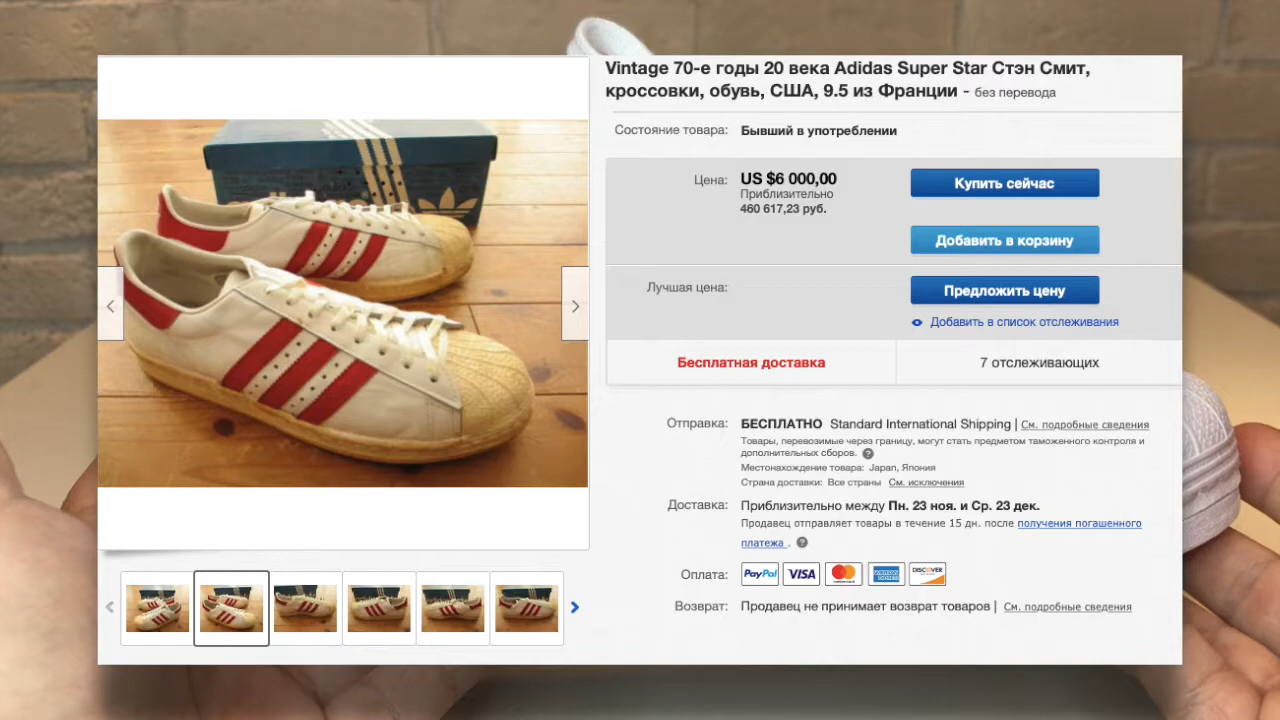 Vintage 70-е годы 20 века Adidas Super Star Стэн Смит,
кроссовки, обувь, США, 9.5 из Франции - без перевода
Состояние товара: Бывший в употреблении
Цена: US $6 000,00
Приблизительно
460 617,23 руб.
Купить сейчас
Добавить в корзину
Лучшая цена:
Предложить цену
Добавить в список отслеживания
Бесплатная доставка
7 отслеживающих
Отправка: БЕСПЛАТНО Standard International Shipping | См. подробные сведения
Товары, перевозимые через границу, могут стать предметом таможенного контроля и
дополнительных сборов. ?
Местонахождение товара: Japan, Япония
Страна доставки: Все страны См. исключения
Доставка: Приблизительно между Пн. 23 ноя. и Ср. 23 дек.
Продавец отправляет товары в течение 15 дн. после получения погашенного
платежа . ?
Оплата: PayPal VISA MasterCard AMERICAN EXPRESS DISCOVER
Возврат: Продавец не принимает возврат товаров | См. подробные сведения